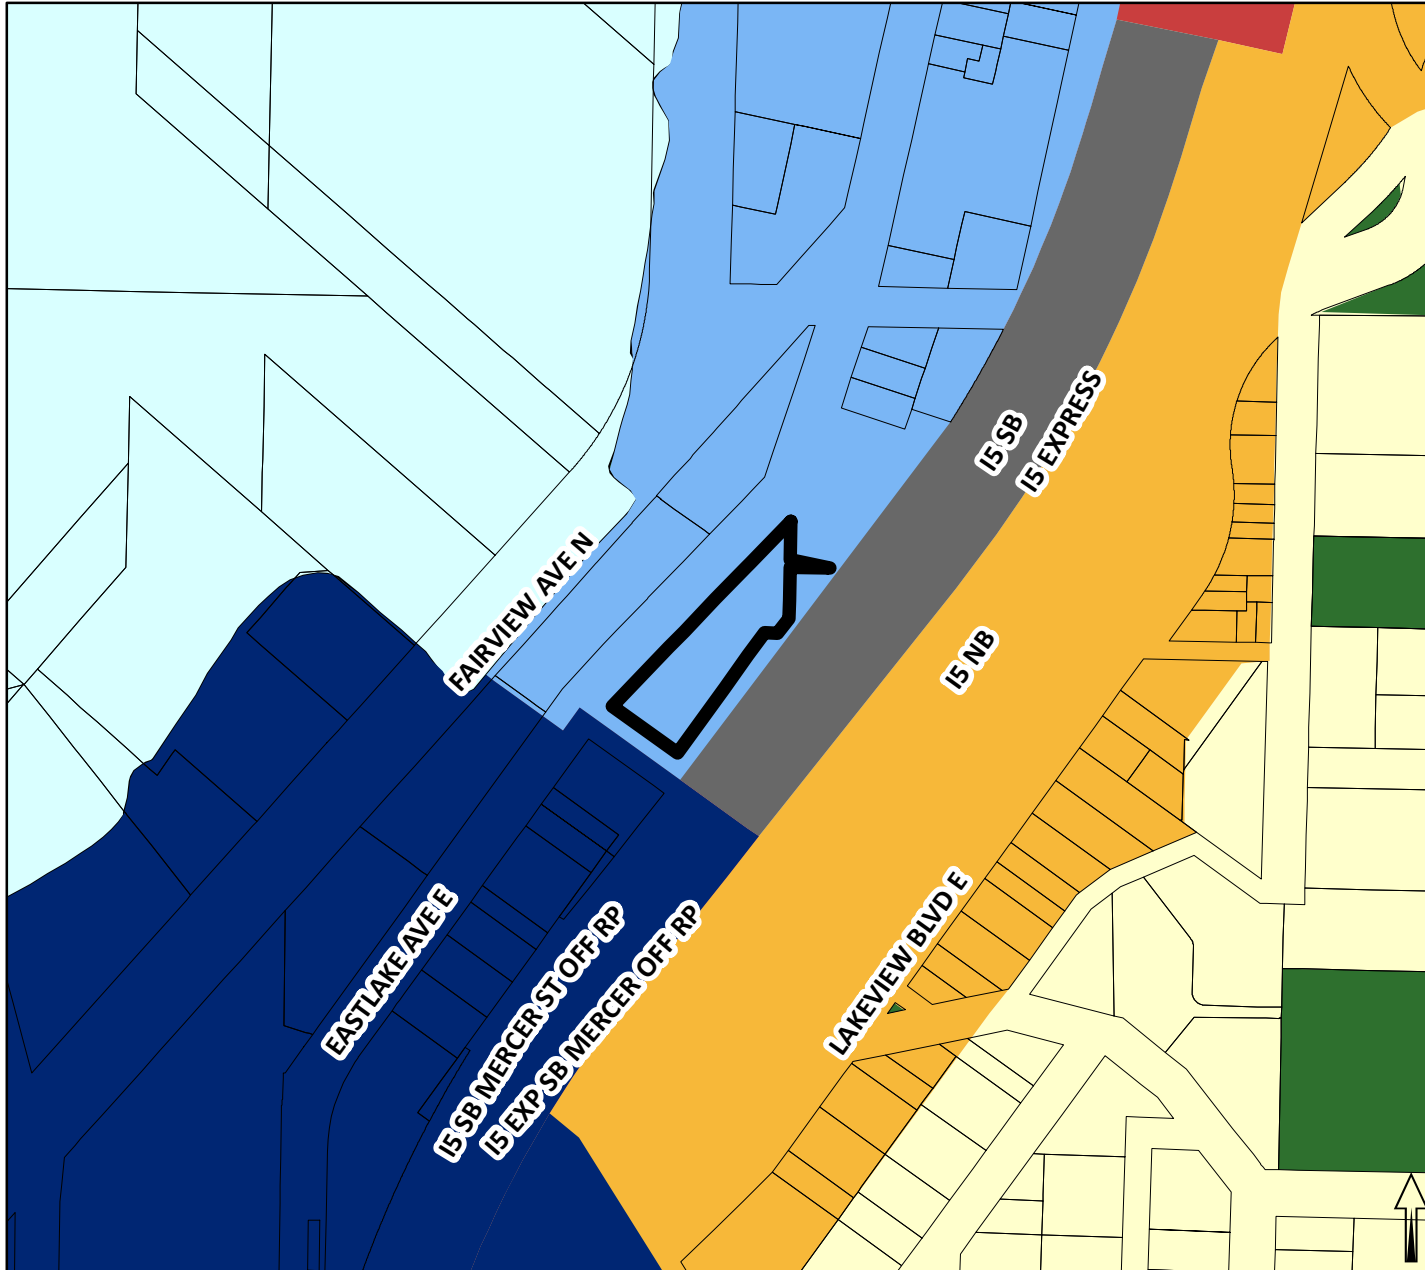 I5 SB
I5 EXPRESS
FAIRVIEW AVE N
I5 NB
EASTLAKE AVE E
I5 SB MERCER ST OFF RP
I5 EXP SB MERCER OFF RP
LAKEVIEW BLVD E